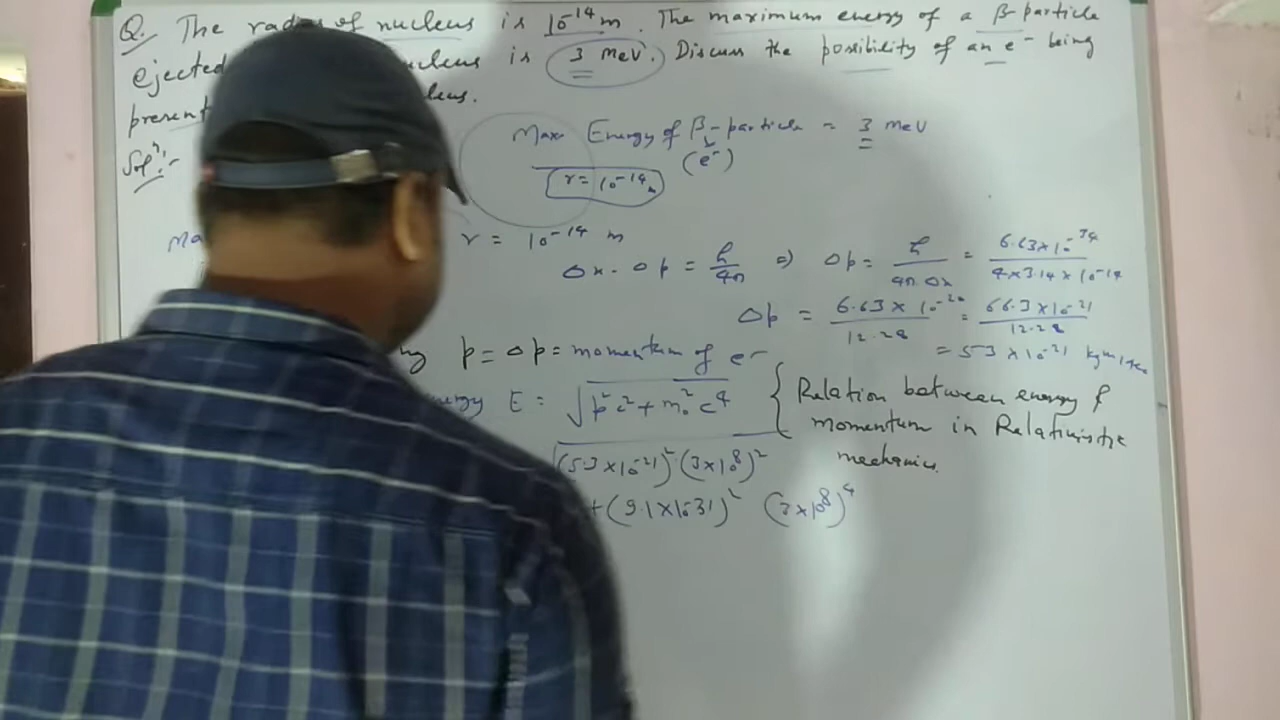 Q. The radius of nucleus is 10⁻¹⁴ m. The maximum energy of a β-particle
ejected nucleus is 3 MeV. Discuss the possibility of an e⁻ being
present
Solⁿ:-
Max Energy of β-particle = 3 MeV
(e⁻)
r = 10⁻¹⁴ m
r = 10⁻¹⁴ m
Δx · Δp = h/4π ⇒ Δp = h/4π·Δx = 6.63×10⁻³⁴/4×3.14×10⁻¹⁴
Δp = 6.63×10⁻²⁰/12.28 = 66.3×10⁻²¹/12.28
= 5.3×10⁻²¹ kgm/sec
p = Δp = momentum of e⁻
E = √p²c² + m₀²c⁴ { Relation between energy &
momentum in Relativistic
mechanics.
√(5.3×10⁻²¹)² (3×10⁸)²
+ (9.1×10⁻³¹)² (3×10⁸)⁴